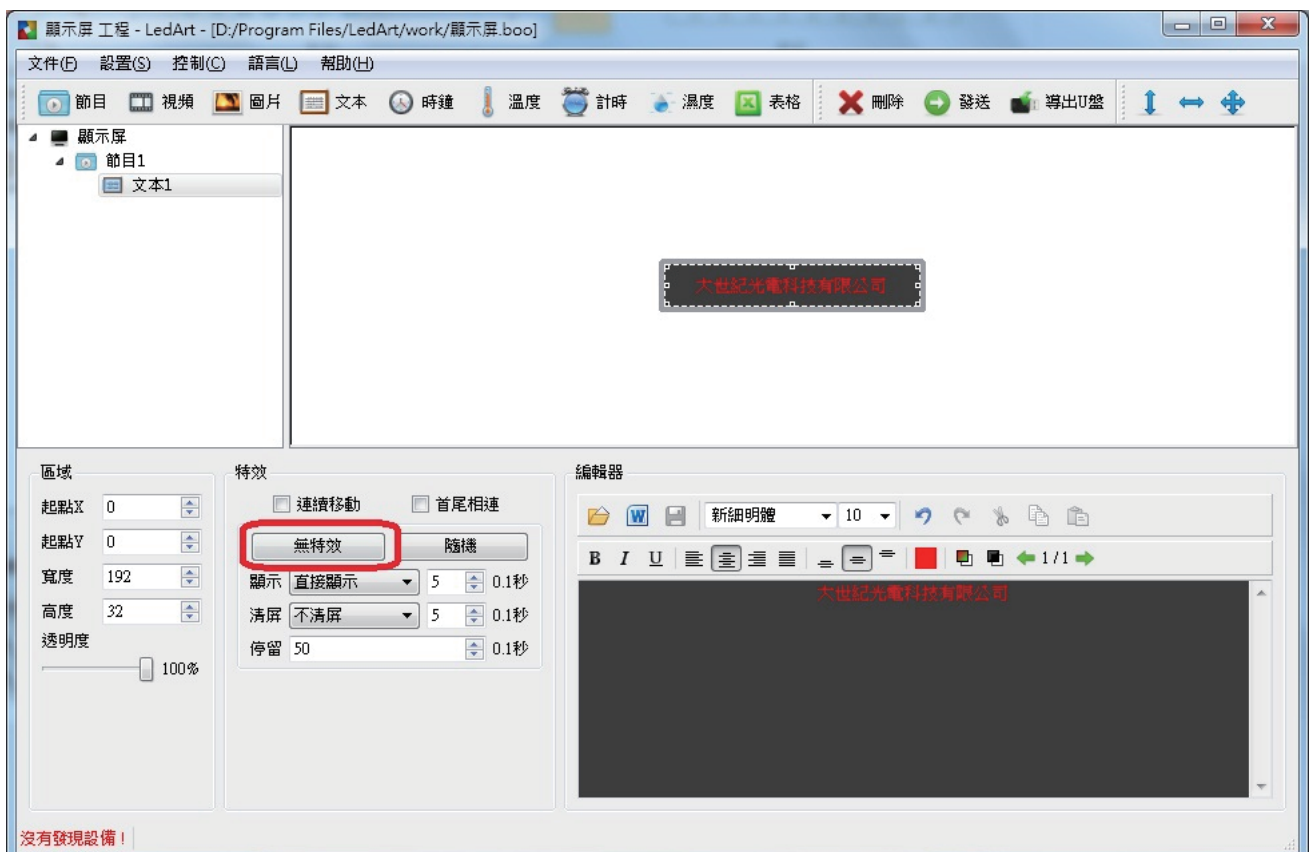 顯示屏 工程 - LedArt - [D:/Program Files/LedArt/work/顯示屏.boo]
文件(F) 設置(S) 控制(C) 語言(L) 幫助(H)
節目 視頻 圖片 文本 時鐘 溫度 計時 濕度 表格 刪除 發送 導出U盤
顯示屏
節目1
文本1
大世紀光電科技有限公司
區域
起點X 0
起點Y 0
寬度 192
高度 32
透明度
100%
特效
連續移動 首尾相連
無特效 隨機
顯示 直接顯示 5 0.1秒
清屏 不清屏 5 0.1秒
停留 50 0.1秒
編輯器
新細明體 10
B I U 1/1
大世紀光電科技有限公司
沒有發現設備！